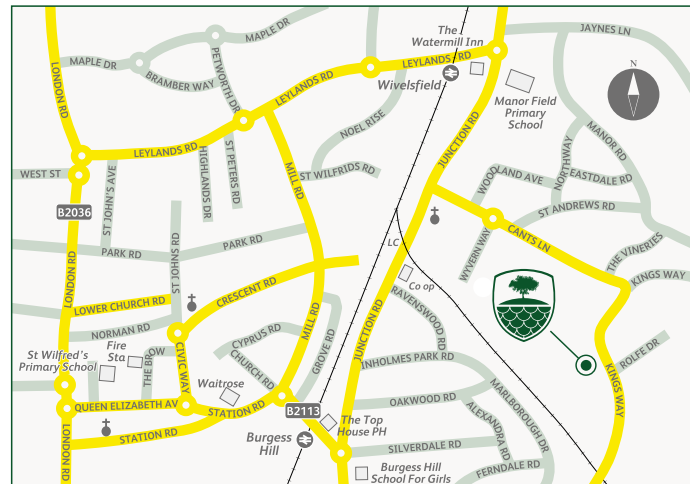 MAPLE DR
The
Watermill Inn
JAYNES LN
MAPLE DR
BRAMBER WAY
PETWORTH DR
LEYLANDS RD
LEYLANDS RD
Wivelsfield
Manor Field
Primary
School
N
LONDON RD
NOEL RISE
JUNCTION RD
MANOR RD
LEYLANDS RD
HIGHLANDS DR
ST PETERS RD
MILL RD
ST WILFRIDS RD
WEST ST
ST JOHN'S AVE
WOODLAND AVE
NORTHWAY
EASTDALE RD
ST ANDREWS RD
B2036
PARK RD
PARK RD
ST JOHNS RD
LC
WYVERN WAY
CANTS LN
THE VINERIES
KINGS WAY
LONDON RD
LOWER CHURCH RD
CRESCENT RD
Co op
RAVENSWOOD RD
NORMAN RD
MILL RD
JUNCTION RD
St Wilfred's
Primary School
Fire
Sta
THE BROW
CIVIC WAY
CYPRUS RD
CHURCH RD
GROVE RD
INHOLMES PARK RD
ROLFE DR
KINGS WAY
Waitrose
QUEEN ELIZABETH AV
STATION RD
B2113
OAKWOOD RD
MARLBOROUGH DR
ALEXANDRA RD
The Top
House PH
LONDON RD
STATION RD
Burgess
Hill
SILVERDALE RD
Burgess Hill
School For Girls
FERNDALE RD